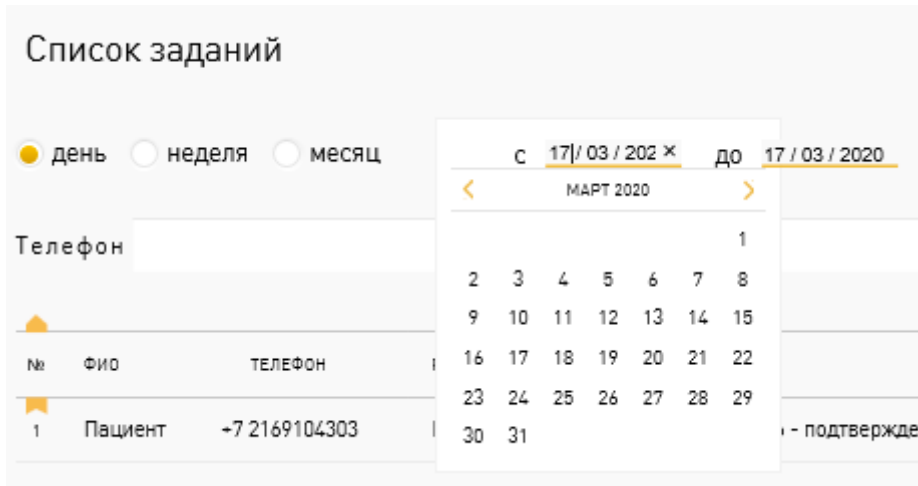 Список заданий
день неделя месяц с 17/ 03 / 202 × до 17 / 03 / 2020
МАРТ 2020
Телефон
1
2 3 4 5 6 7 8
9 10 11 12 13 14 15
№ ФИО ТЕЛЕФОН
16 17 18 19 20 21 22
23 24 25 26 27 28 29
1 Пациент +7 2169104303 - подтвержде
30 31